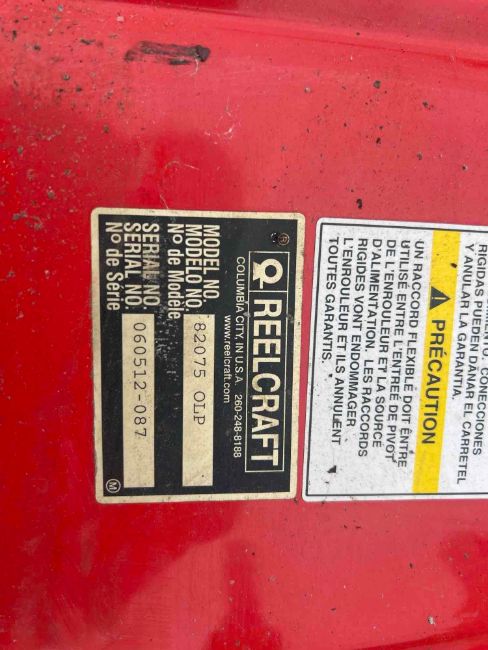 REELCRAFT
®
COLUMBIA CITY, IN U.S.A. 260-248-8188
www.reelcraft.com
MODEL NO.
MODELO NO.
Nº de Modèle
82075 OLP
SERIAL NO.
SERIAL NO.
Nº de Série
060512-087
M
CONECCIONES
RIGIDAS PUEDEN DAÑAR EL CARRETEL
Y ANULAR LA GARANTIA.
PRÉCAUTION
UN RACCORD FLEXIBLE DOIT ÊNTRE
UTILISÉ ENTRE L'ENTREÉ DE PIVOT
DE L'ENROULEUR ET LA SOURCE
D'ALIMENTATION. LES RACCORDS
RIGIDES VONT ENDOMMAGER
L'ENROULEUR ET ILS ANNULENT
TOUTES GARANTIS.